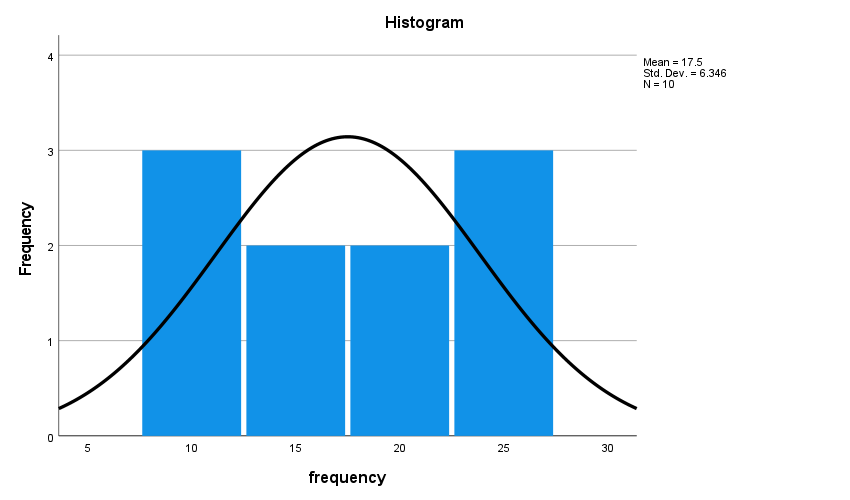 Histogram
Mean = 17.5
Std. Dev. = 6.346
N = 10
Frequency
4
3
2
1
0
5 10 15 20 25 30
frequency